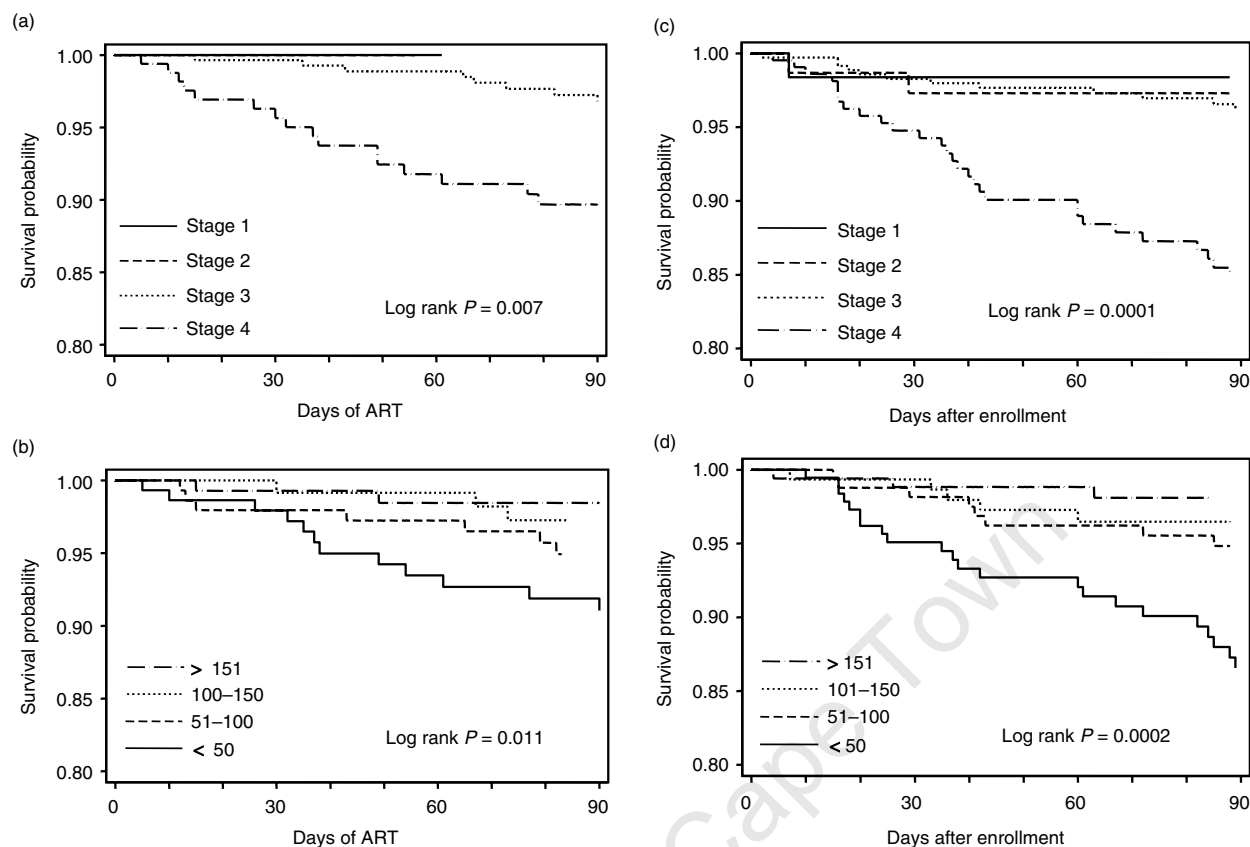 (a)
1.00
0.95
0.90
0.85
0.80
Survival probability
Stage 1
Stage 2
Stage 3
Stage 4
Log rank P = 0.007
0 30 60 90
Days of ART
(c)
1.00
0.95
0.90
0.85
0.80
Survival probability
Stage 1
Stage 2
Stage 3
Stage 4
Log rank P = 0.0001
0 30 60 90
Days after enrollment
(b)
1.00
0.95
0.90
0.85
0.80
Survival probability
> 151
100–150
51–100
< 50
Log rank P = 0.011
0 30 60 90
Days of ART
(d)
1.00
0.95
0.90
0.85
0.80
Survival probability
> 151
101–150
51–100
< 50
Log rank P = 0.0002
0 30 60 90
Days after enrollment
Cape Town